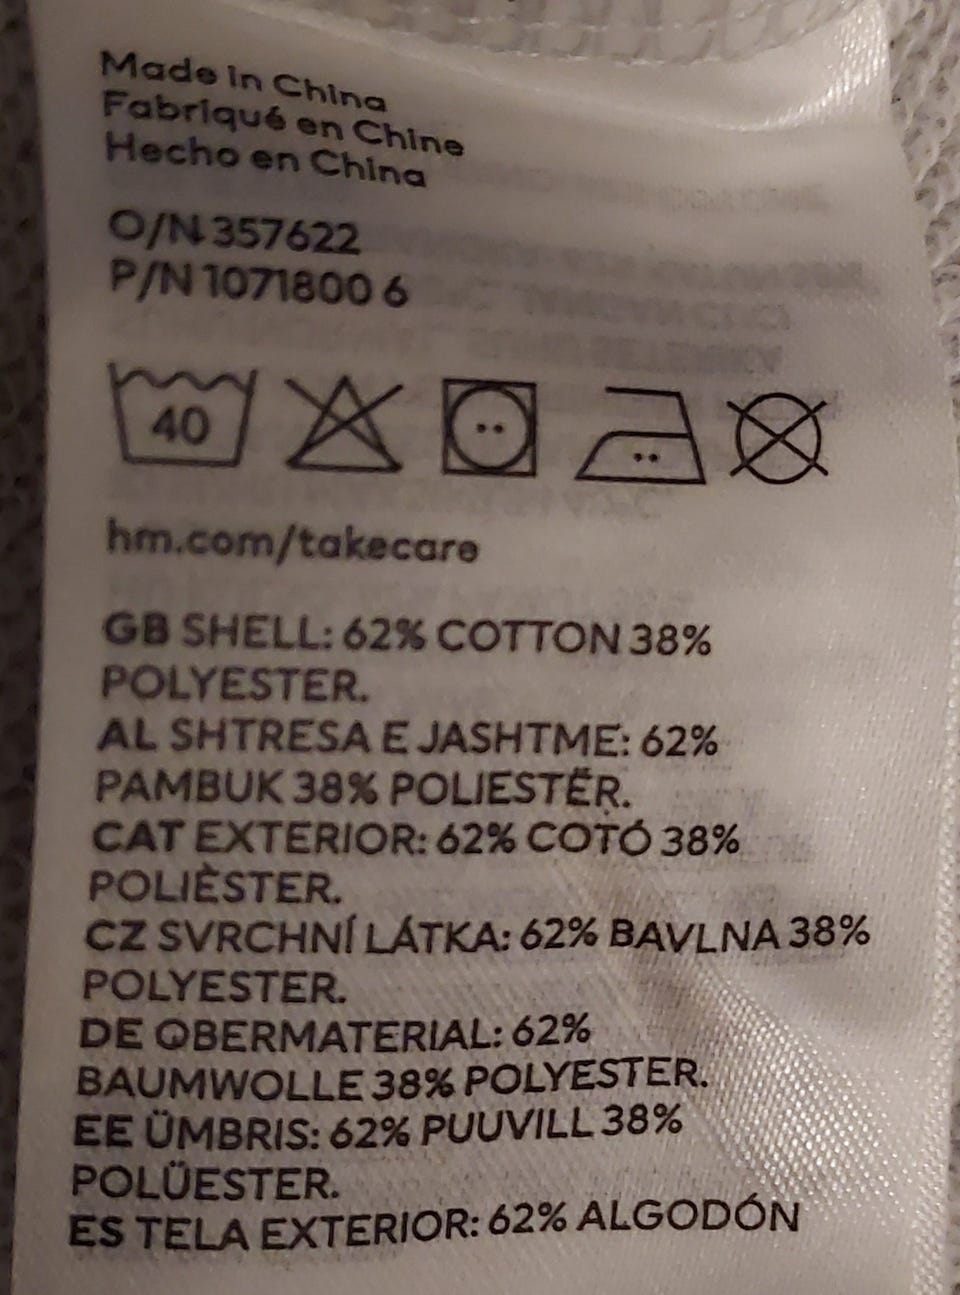 Made in China
Fabriqué en Chine
Hecho en China
O/N 357622
P/N 1071800 6
40
hm.com/takecare
GB SHELL: 62% COTTON 38%
POLYESTER.
AL SHTRESA E JASHTME: 62%
PAMBUK 38% POLIESTËR.
CAT EXTERIOR: 62% COTÓ 38%
POLIÈSTER.
CZ SVRCHNÍ LÁTKA: 62% BAVLNA 38%
POLYESTER.
DE OBERMATERIAL: 62%
BAUMWOLLE 38% POLYESTER.
EE ÜMBRIS: 62% PUUVILL 38%
POLÜESTER.
ES TELA EXTERIOR: 62% ALGODÓN